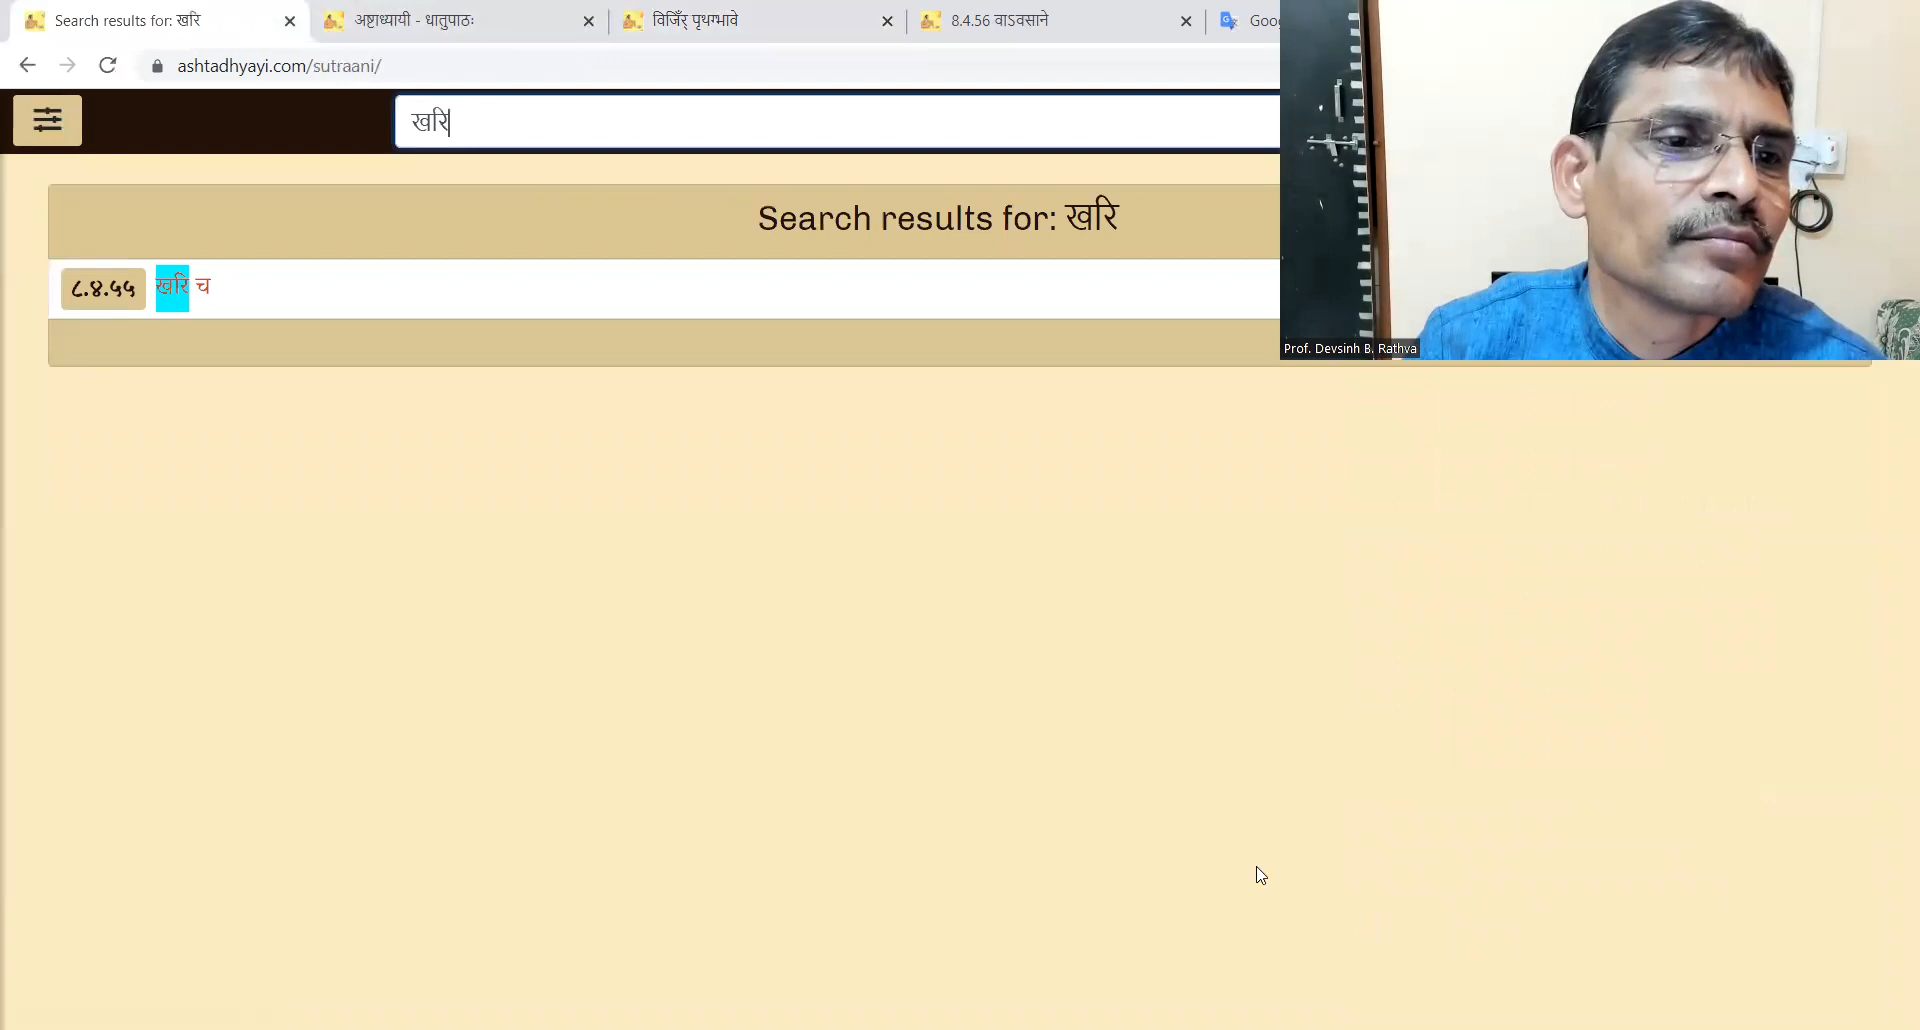 Search results for: खरि
अष्टाध्यायी - धातुपाठः
विजिँर् पृथग्भावे
8.4.56 वाऽवसाने
Goo
ashtadhyayi.com/sutraani/
खरि
Search results for: खरि
८.४.५५ खरि च
Prof. Devsinh B. Rathva